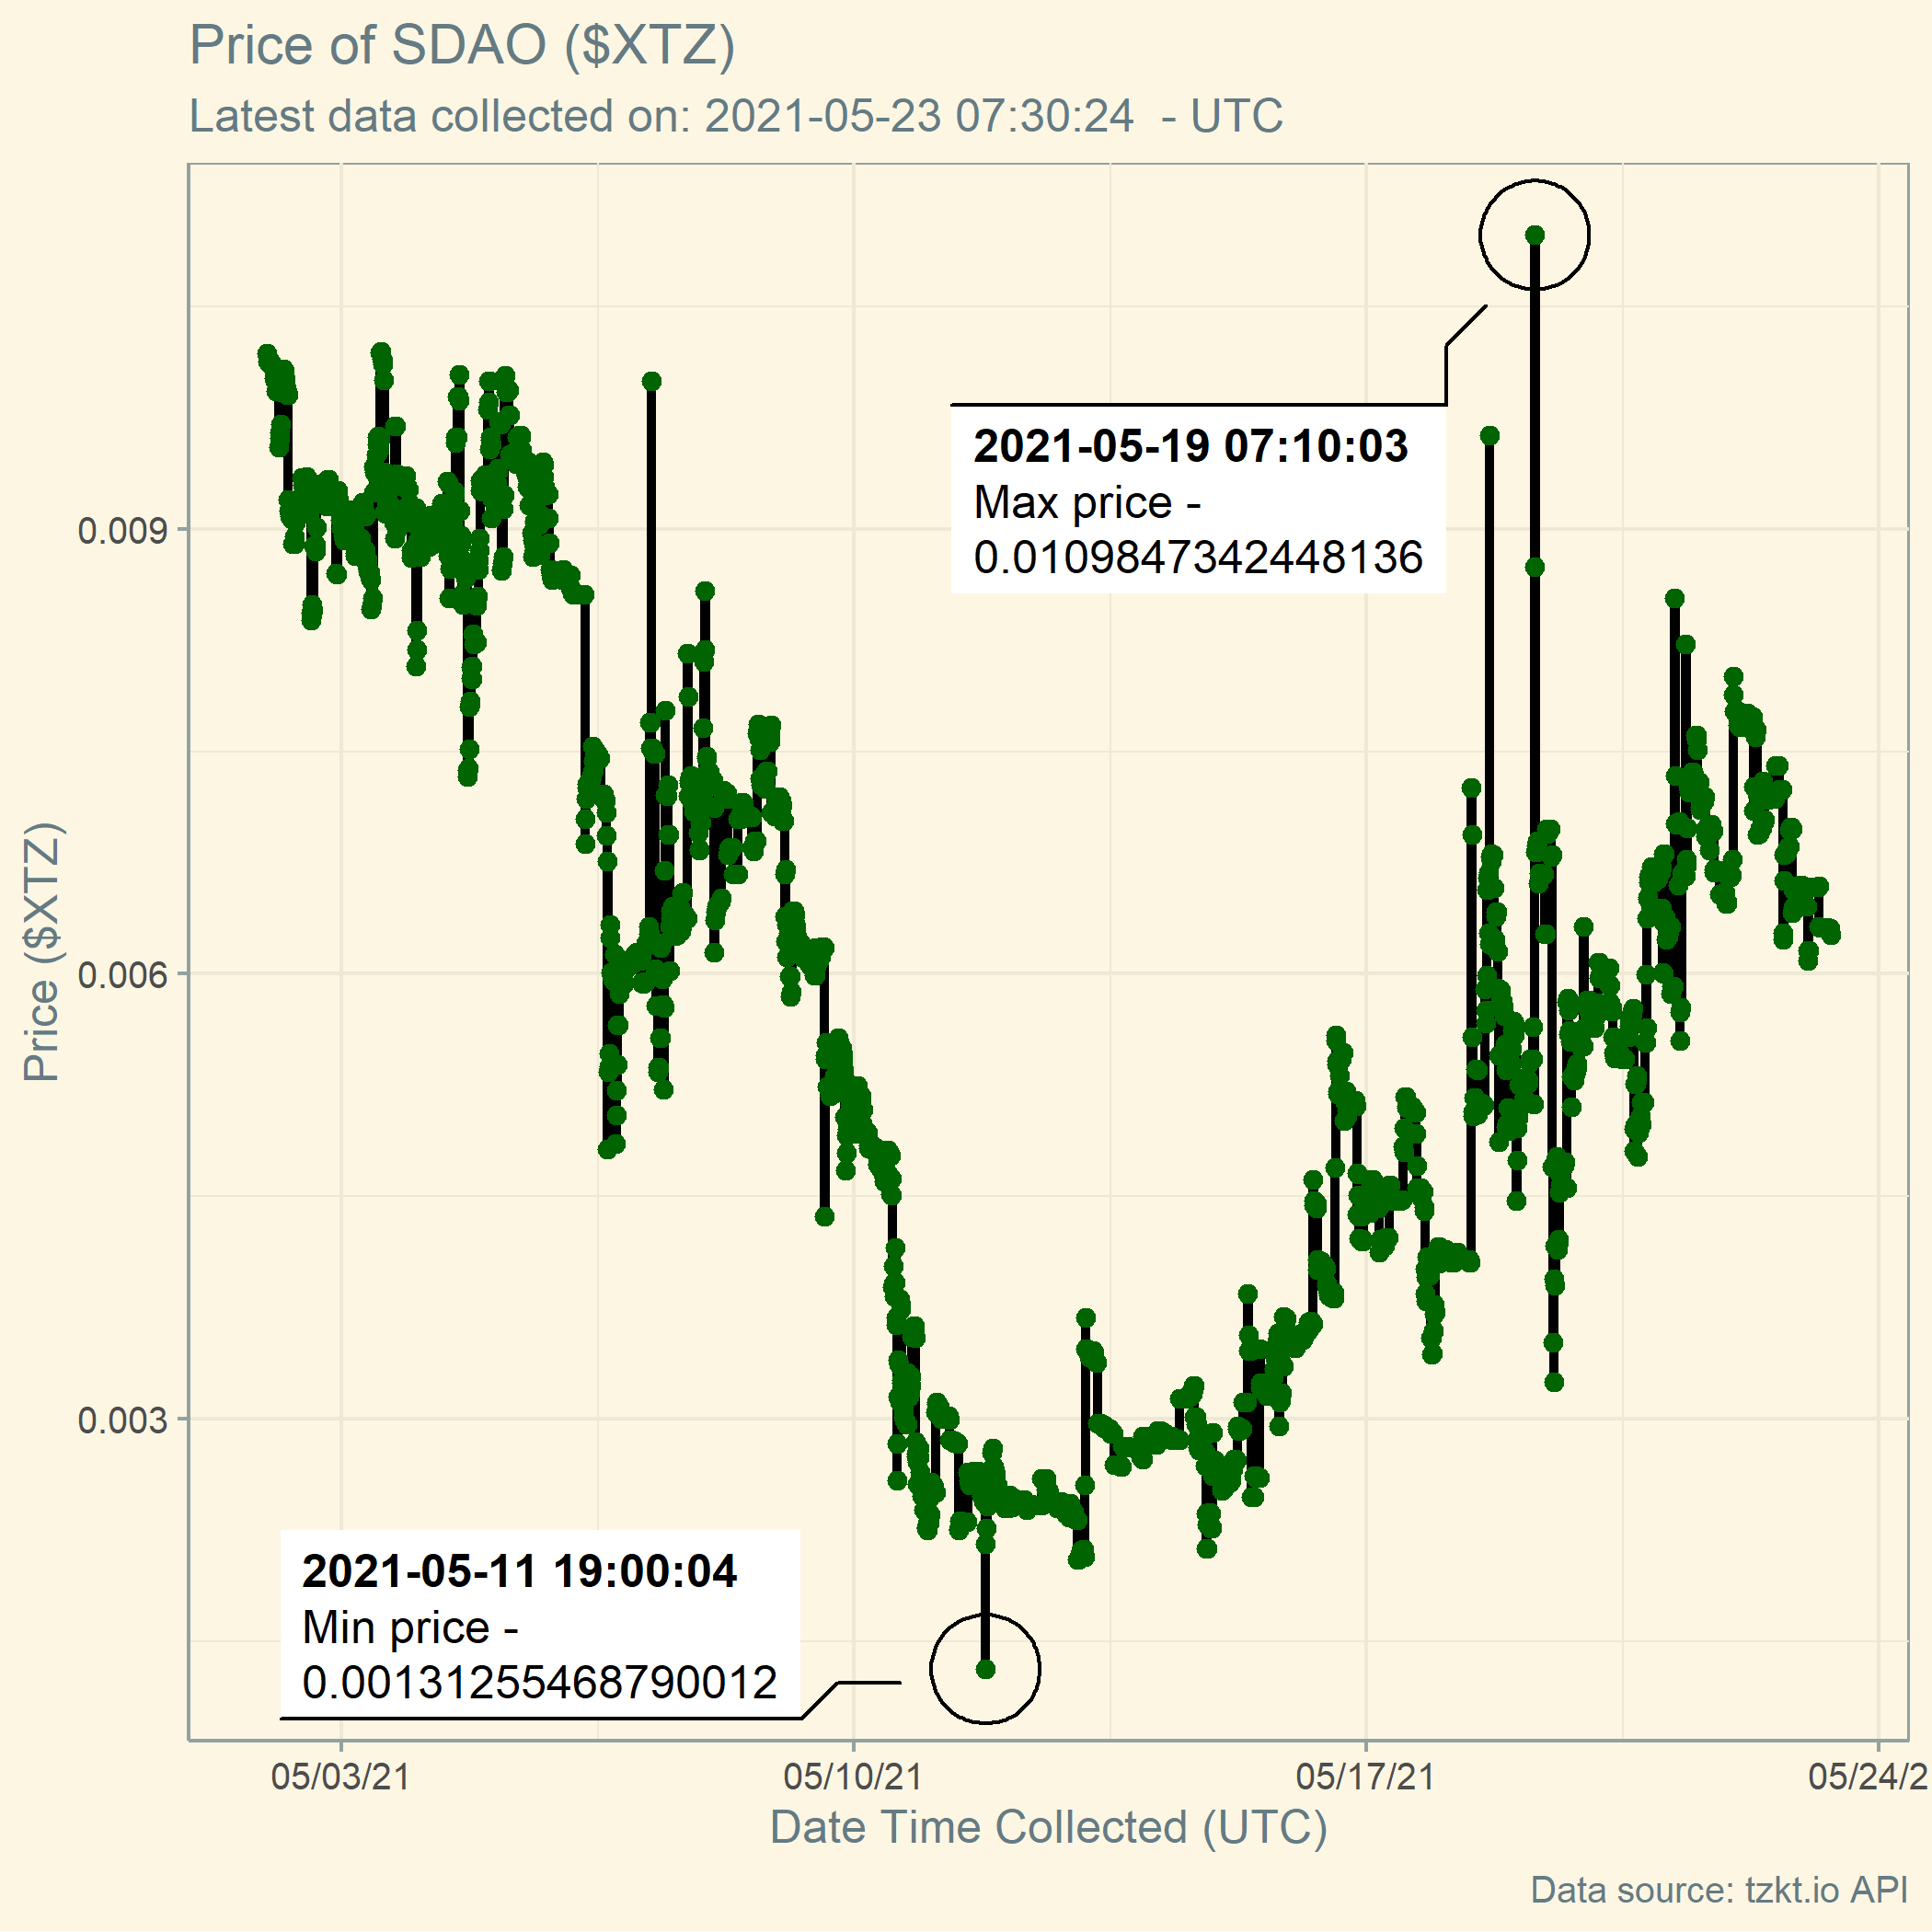 Price of SDAO ($XTZ)
Latest data collected on: 2021-05-23 07:30:24  - UTC
2021-05-19 07:10:03
Max price -
0.0109847342448136
0.009
Price ($XTZ)
0.006
0.003
2021-05-11 19:00:04
Min price -
0.00131255468790012
05/03/21
05/10/21
05/17/21
05/24/2
Date Time Collected (UTC)
Data source: tzkt.io API